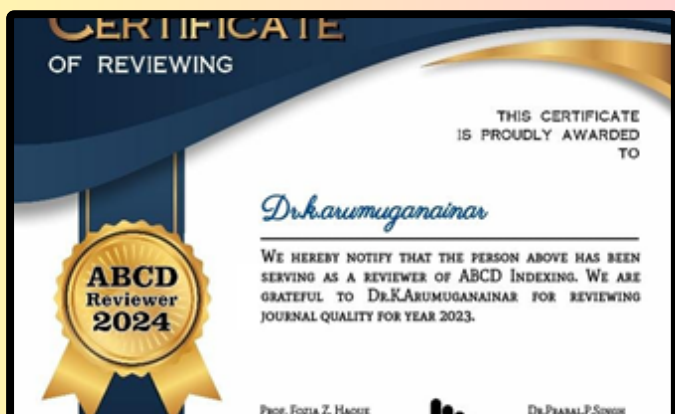 CERTIFICATE
OF REVIEWING
THIS CERTIFICATE
IS PROUDLY AWARDED
TO
Dr.k.arumuganainar
WE HEREBY NOTIFY THAT THE PERSON ABOVE HAS BEEN
SERVING AS A REVIEWER OF ABCD INDEXING. WE ARE
GRATEFUL TO DR.K.ARUMUGANAINAR FOR REVIEWING
JOURNAL QUALITY FOR YEAR 2023.
ABCD
Reviewer
2024
PROF. FOZIA Z. HAQUE
DR.PRABAL.P.SINGH